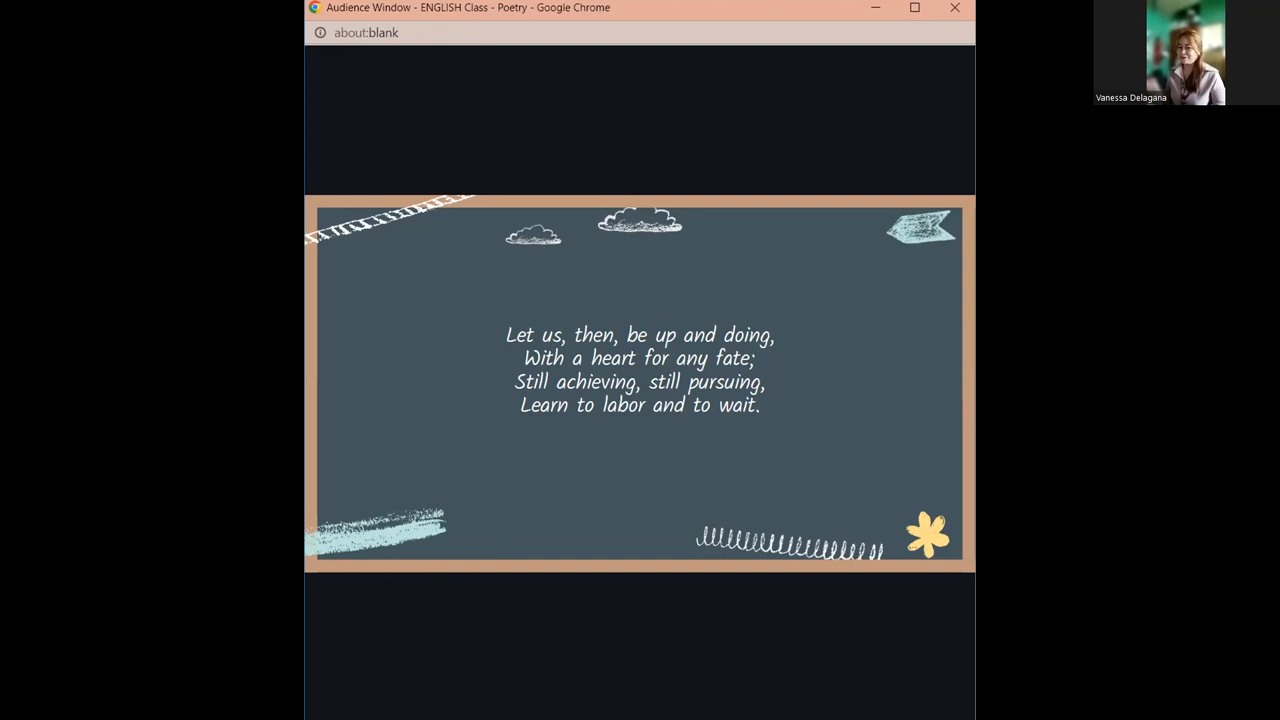 Audience Window - ENGLISH Class - Poetry - Google Chrome
about:blank
Vanessa Delagana
Let us, then, be up and doing,
With a heart for any fate;
Still achieving, still pursuing,
Learn to labor and to wait.